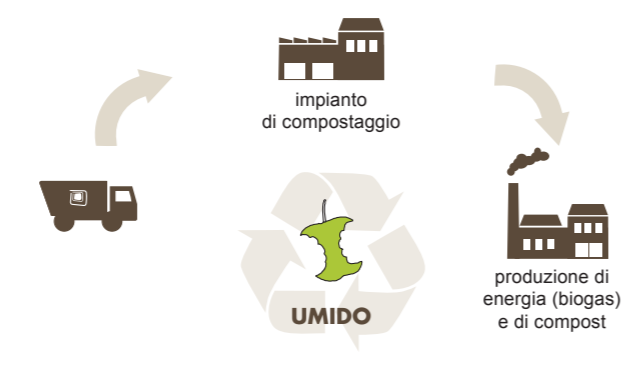 impianto
di compostaggio
UMIDO
produzione di
energia (biogas)
e di compost